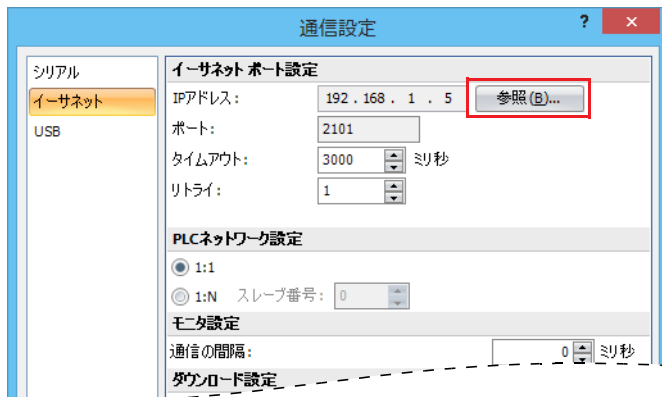 通信設定
? ×
シリアル
イーサネット
USB
イーサネット ポート設定
IPアドレス: 192 . 168 . 1 . 5 参照(B)...
ポート: 2101
タイムアウト: 3000 ミリ秒
リトライ: 1
PLCネットワーク設定
1:1
1:N スレーブ番号: 0
モニタ設定
通信の間隔: 0 ミリ秒
ダウンロード設定